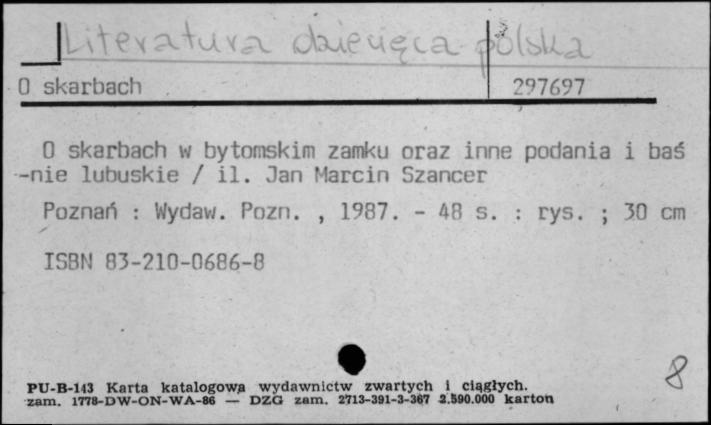 Literatura dziecięca polska
O skarbach 297697
O skarbach w bytomskim zamku oraz inne podania i baś
-nie lubuskie / il. Jan Marcin Szancer
Poznań : Wydaw. Pozn. , 1987. - 48 s. : rys. ; 30 cm
ISBN 83-210-0686-8
8
PU-B-143 Karta katalogowa wydawnictw zwartych i ciągłych.
zam. 1778-DW-ON-WA-86 — DZG zam. 2713-391-3-367 2.590.000 karton